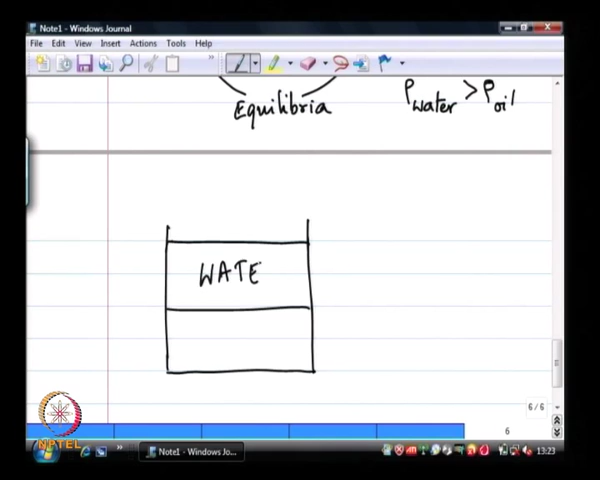 Note1 - Windows Journal
File Edit View Insert Actions Tools Help
Equilibria
ρwater > ρoil
WATE
6/6
6
NPTEL
Note1 - Windows Jo...
13:23